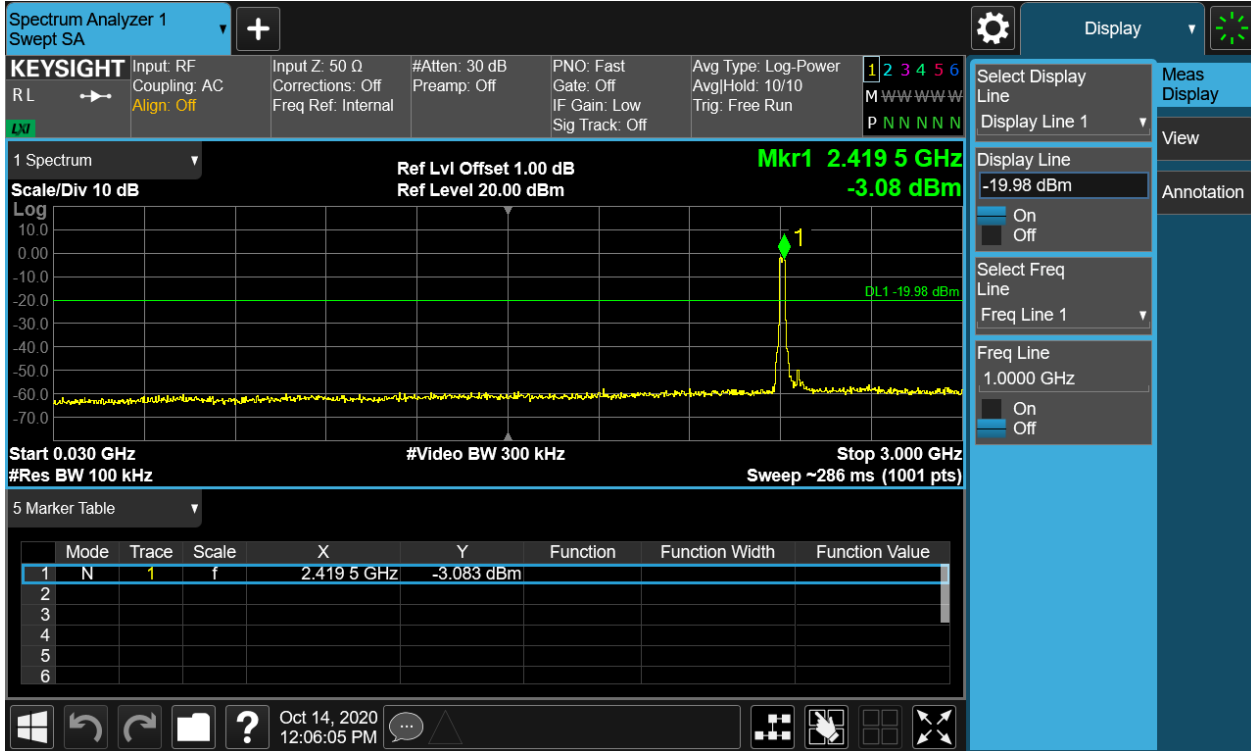 Spectrum Analyzer 1
Swept SA
+
Display
KEYSIGHT
RL
LXI
Input: RF
Coupling: AC
Align: Off
Input Z: 50 Ω
Corrections: Off
Freq Ref: Internal
#Atten: 30 dB
Preamp: Off
PNO: Fast
Gate: Off
IF Gain: Low
Sig Track: Off
Avg Type: Log-Power
Avg|Hold: 10/10
Trig: Free Run
1 2 3 4 5 6
M W W W W W
P N N N N N
1 Spectrum
Scale/Div 10 dB
Ref Lvl Offset 1.00 dB
Ref Level 20.00 dBm
Mkr1 2.419 5 GHz
-3.08 dBm
Log
10.0
0.00
-10.0
-20.0
-30.0
-40.0
-50.0
-60.0
-70.0
1
DL1 -19.98 dBm
Start 0.030 GHz
#Video BW 300 kHz
Stop 3.000 GHz
#Res BW 100 kHz
Sweep ~286 ms (1001 pts)
5 Marker Table
Mode Trace Scale X Y Function Function Width Function Value
1 N 1 f 2.419 5 GHz -3.083 dBm
2
3
4
5
6
Select Display
Line
Display Line 1
Display Line
-19.98 dBm
On
Off
Select Freq
Line
Freq Line 1
Freq Line
1.0000 GHz
On
Off
Meas
Display
View
Annotation
?
Oct 14, 2020
12:06:05 PM